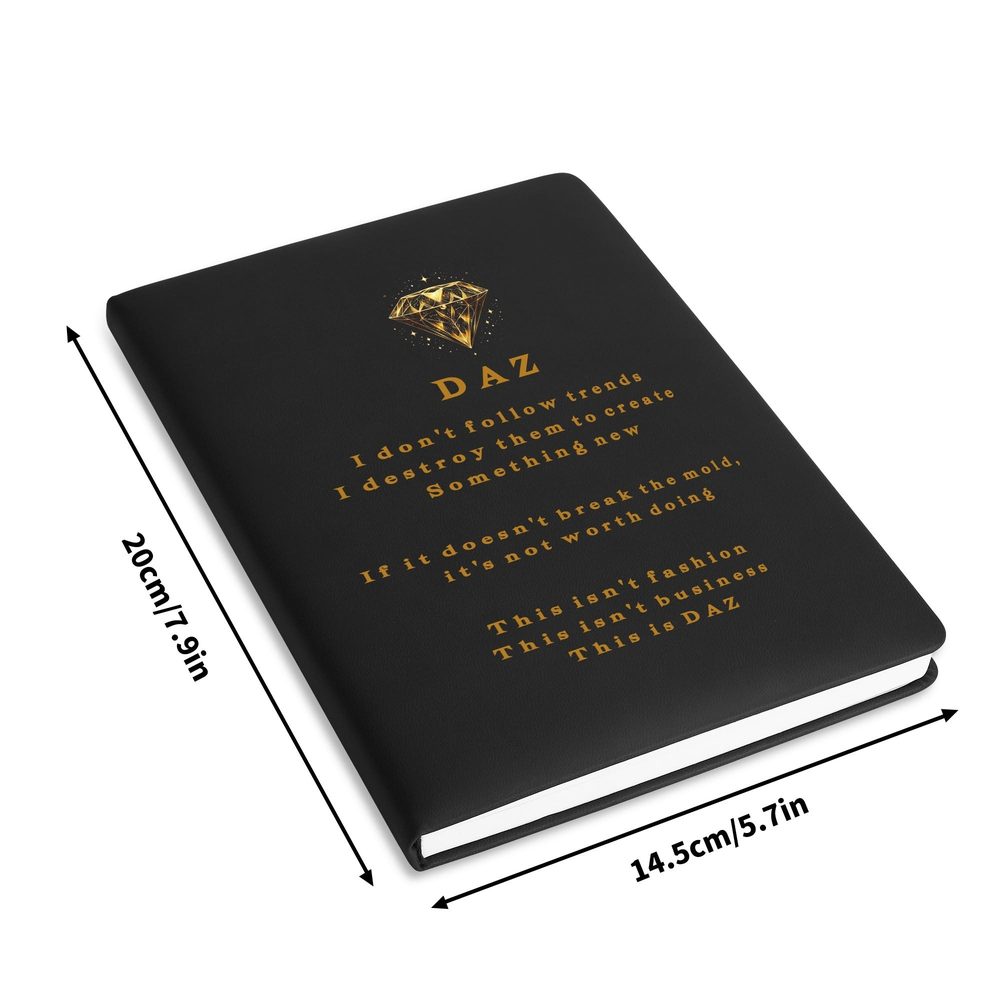 DAZ
I don't follow trends
I destroy them to create
Something new
If it doesn't break the mold,
it's not worth doing
This isn't fashion
This isn't business
This is DAZ
20cm/7.9in
14.5cm/5.7in